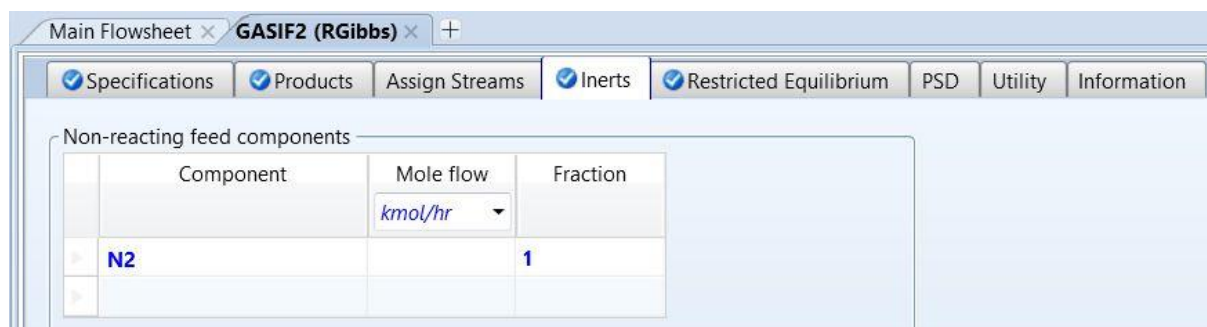 Main Flowsheet × GASIF2 (RGibbs) × +
Specifications Products Assign Streams Inerts Restricted Equilibrium PSD Utility Information
Non-reacting feed components
Component Mole flow Fraction
kmol/hr
N2 1